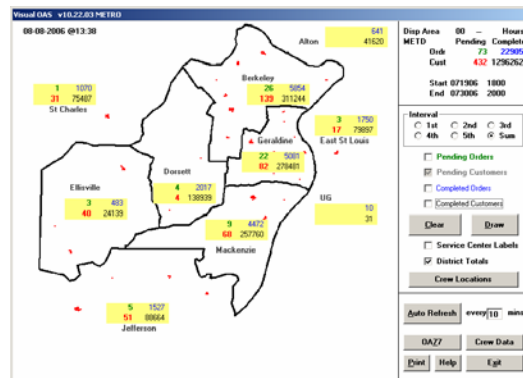 Visual OAS v10.22.03 METRO
08-08-2006 @13:38
641
41620
Alton
Berkeley
26 5854
139 311244
1 1070
31 75487
St Charles
3 1750
17 79897
East St Louis
Geraldine
22 5081
82 278481
Dorsett
4 2017
4 138939
Ellisville
3 483
40 24139
UG
10
31
9 4472
68 257760
Mackenzie
5 1527
51 88664
Jefferson
Disp Area 00 -- Hours
METD Pending Complete
Ordr 73 22905
Cust 432 1296262
Start 071906 1800
End 073006 2000
Interval
1st 2nd 3rd
4th 5th Sum
Pending Orders
Pending Customers
Completed Orders
Completed Customers
Clear Draw
Service Center Labels
District Totals
Crew Locations
Auto Refresh every 10 mins
OAZ7 Crew Data
Print Help Exit